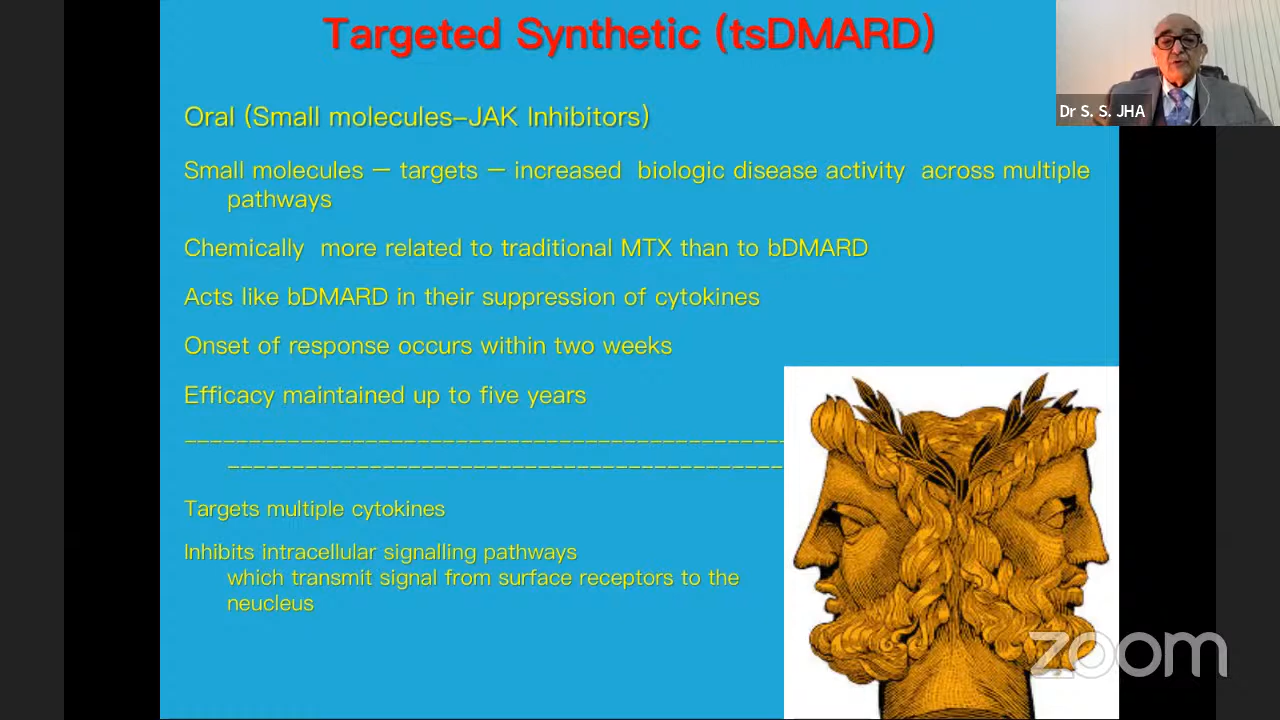 Targeted Synthetic (tsDMARD)
Dr S. S. JHA
Oral (Small molecules-JAK Inhibitors)
Small molecules – targets – increased biologic disease activity across multiple
pathways
Chemically more related to traditional MTX than to bDMARD
Acts like bDMARD in their suppression of cytokines
Onset of response occurs within two weeks
Efficacy maintained up to five years
Targets multiple cytokines
Inhibits intracellular signalling pathways
which transmit signal from surface receptors to the
neucleus
zoom